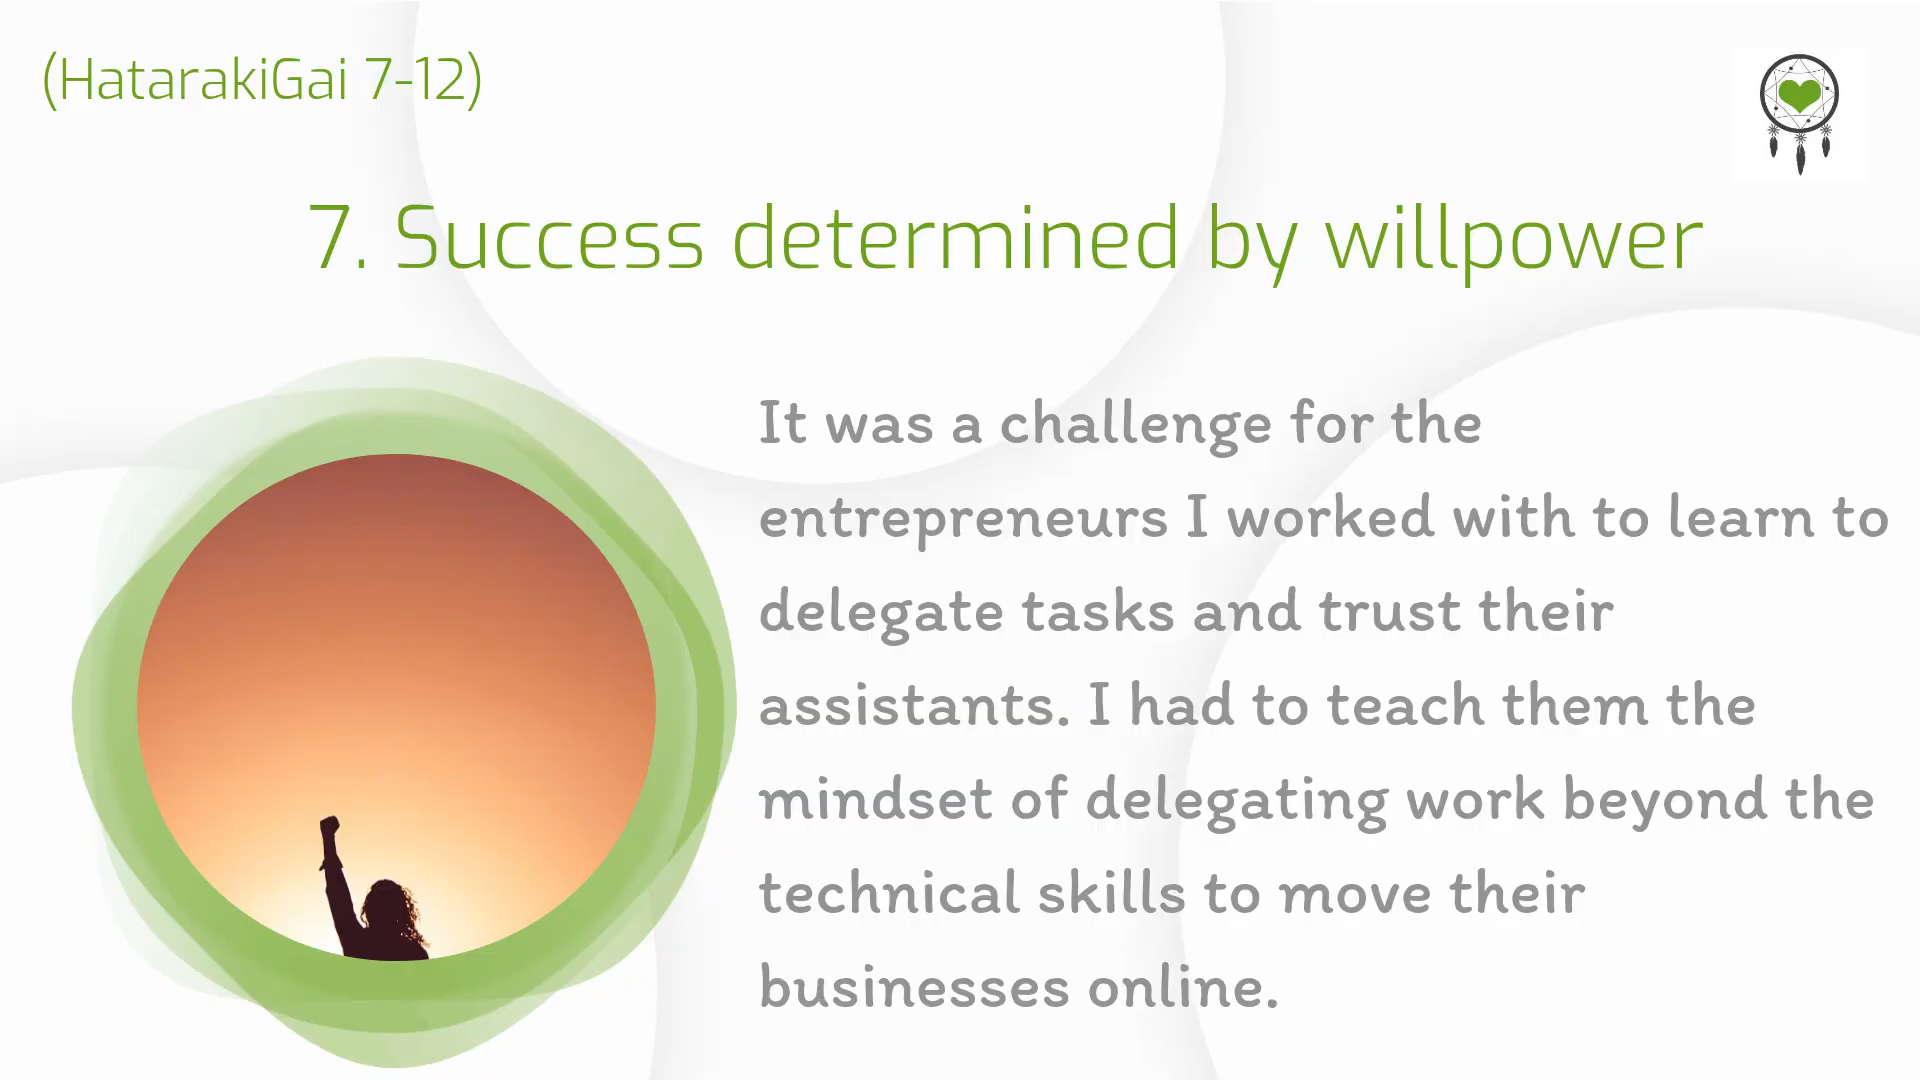 (HatarakiGai 7-12)
7. Success determined by willpower
It was a challenge for the
entrepreneurs I worked with to learn to
delegate tasks and trust their
assistants. I had to teach them the
mindset of delegating work beyond the
technical skills to move their
businesses online.